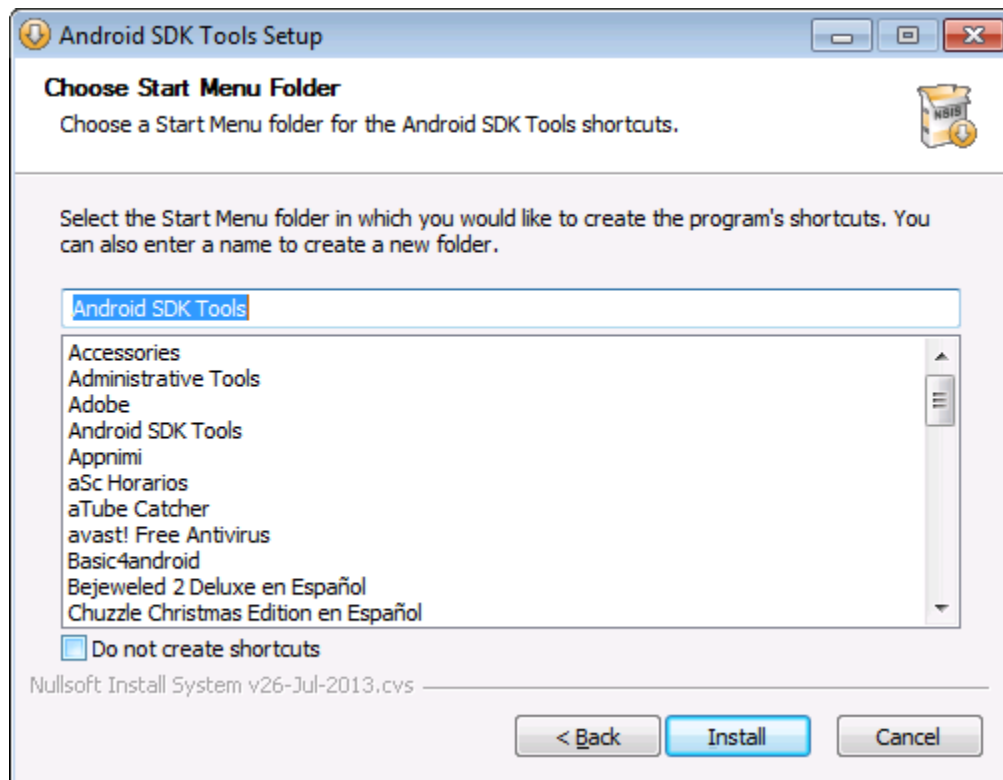 Android SDK Tools Setup
Choose Start Menu Folder
Choose a Start Menu folder for the Android SDK Tools shortcuts.
NSIS
Select the Start Menu folder in which you would like to create the program's shortcuts. You
can also enter a name to create a new folder.
Android SDK Tools
Accessories
Administrative Tools
Adobe
Android SDK Tools
Appnimi
aSc Horarios
aTube Catcher
avast! Free Antivirus
Basic4android
Bejeweled 2 Deluxe en Español
Chuzzle Christmas Edition en Español
Do not create shortcuts
Nullsoft Install System v26-Jul-2013.cvs
< Back Install Cancel